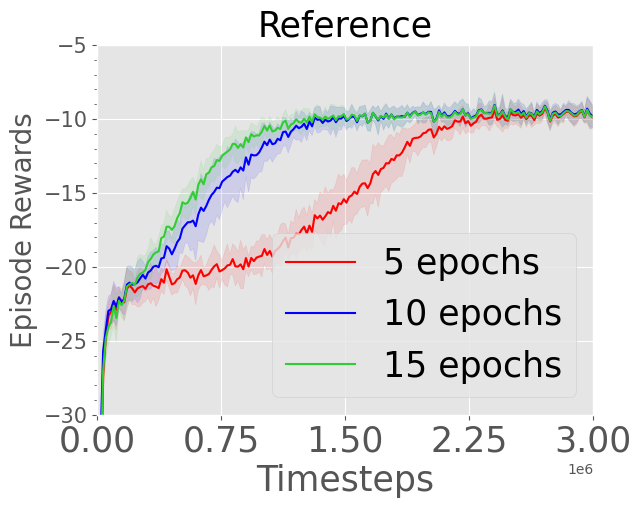 Reference
Episode Rewards
−5
−10
−15
−20
−25
−30
5 epochs
10 epochs
15 epochs
0.00 0.75 1.50 2.25 3.00
1e6
Timesteps